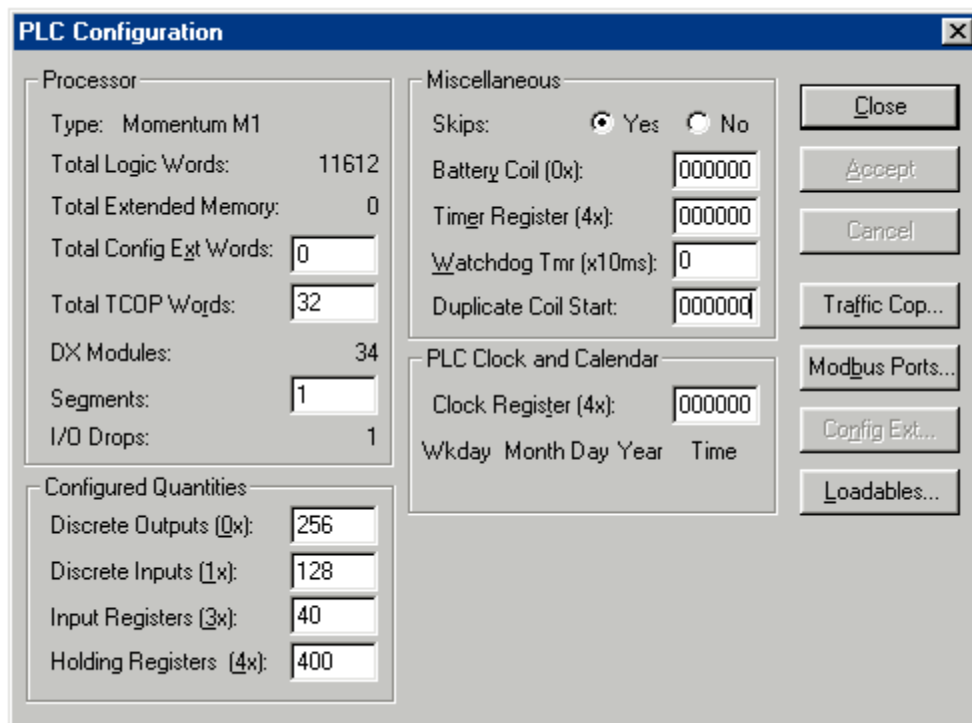 PLC Configuration
Processor
Type: Momentum M1
Total Logic Words: 11612
Total Extended Memory: 0
Total Config Ext Words: 0
Total TCOP Words: 32
DX Modules: 34
Segments: 1
I/O Drops: 1
Configured Quantities
Discrete Outputs (0x): 256
Discrete Inputs (1x): 128
Input Registers (3x): 40
Holding Registers (4x): 400
Miscellaneous
Skips: Yes No
Battery Coil (0x): 000000
Timer Register (4x): 000000
Watchdog Tmr (x10ms): 0
Duplicate Coil Start: 000000
PLC Clock and Calendar
Clock Register (4x): 000000
Wkday Month Day Year Time
Close
Accept
Cancel
Traffic Cop...
Modbus Ports...
Config Ext...
Loadables...